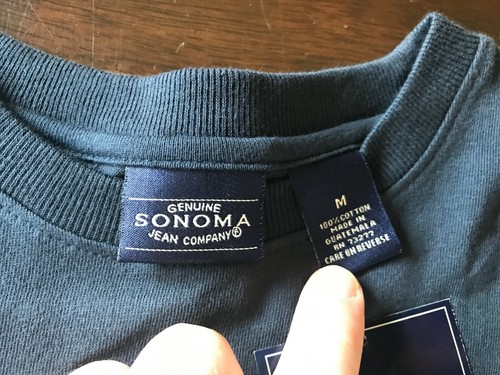 GENUINE
SONOMA
JEAN COMPANY®
M
100% COTTON
MADE IN
GUATEMALA
RN 73277
CARE ON REVERSE